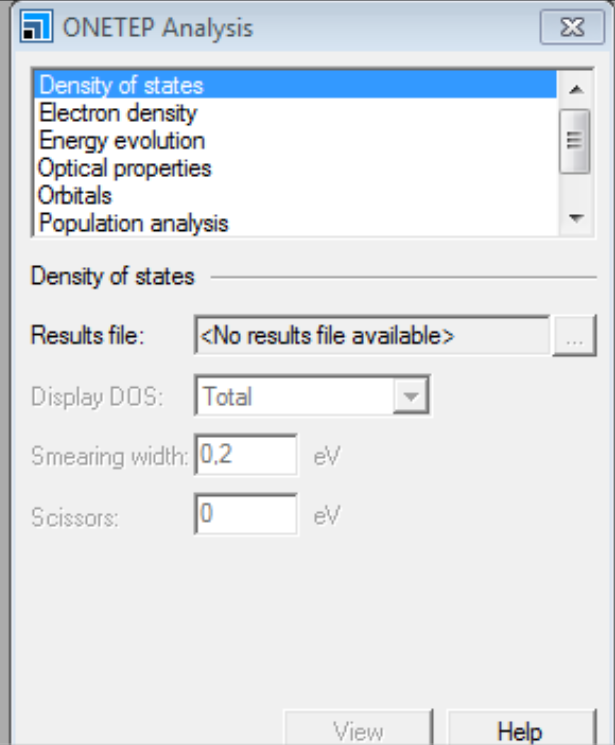 ONETEP Analysis
Density of states
Electron density
Energy evolution
Optical properties
Orbitals
Population analysis
Density of states
Results file: <No results file available> ...
Display DOS: Total
Smearing width: 0,2 eV
Scissors: 0 eV
View Help